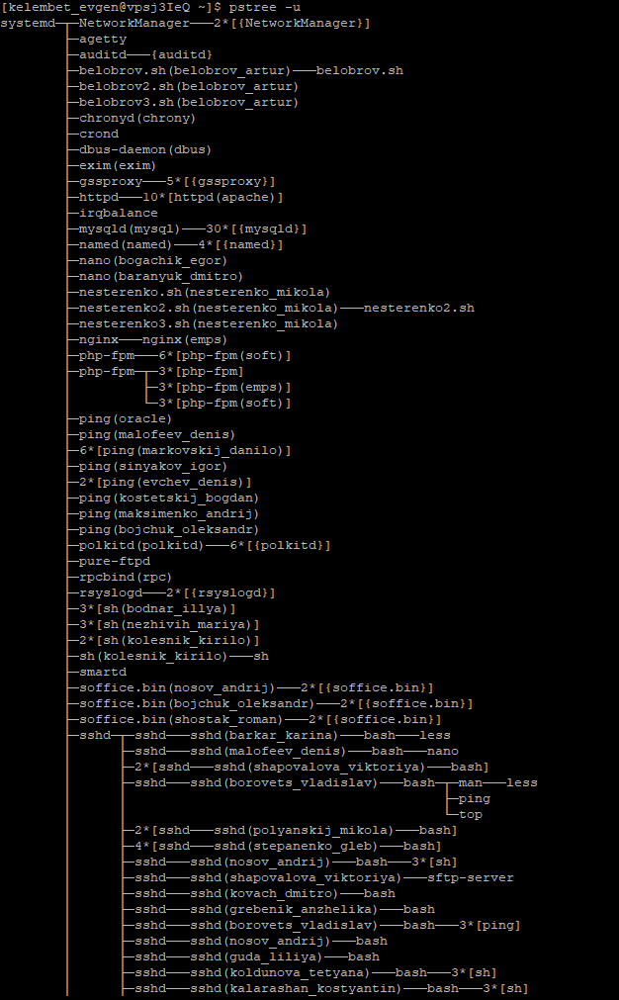 [kelembet_evgen@vpsj3IeQ ~]$ pstree -u
systemd─┬─NetworkManager───2*[{NetworkManager}]
        ├─agetty
        ├─auditd───{auditd}
        ├─belobrov.sh(belobrov_artur)───belobrov.sh
        ├─belobrov2.sh(belobrov_artur)
        ├─belobrov3.sh(belobrov_artur)
        ├─chronyd(chrony)
        ├─crond
        ├─dbus-daemon(dbus)
        ├─exim(exim)
        ├─gssproxy───5*[{gssproxy}]
        ├─httpd───10*[httpd(apache)]
        ├─irqbalance
        ├─mysqld(mysql)───30*[{mysqld}]
        ├─named(named)───4*[{named}]
        ├─nano(bogachik_egor)
        ├─nano(baranyuk_dmitro)
        ├─nesterenko.sh(nesterenko_mikola)
        ├─nesterenko2.sh(nesterenko_mikola)───nesterenko2.sh
        ├─nesterenko3.sh(nesterenko_mikola)
        ├─nginx───nginx(emps)
        ├─php-fpm───6*[php-fpm(soft)]
        ├─php-fpm─┬─3*[php-fpm]
        │         ├─3*[php-fpm(emps)]
        │         └─3*[php-fpm(soft)]
        ├─ping(oracle)
        ├─ping(malofeev_denis)
        ├─6*[ping(markovskij_danilo)]
        ├─ping(sinyakov_igor)
        ├─2*[ping(evchev_denis)]
        ├─ping(kostetskij_bogdan)
        ├─ping(maksimenko_andrij)
        ├─ping(bojchuk_oleksandr)
        ├─polkitd(polkitd)───6*[{polkitd}]
        ├─pure-ftpd
        ├─rpcbind(rpc)
        ├─rsyslogd───2*[{rsyslogd}]
        ├─3*[sh(bodnar_illya)]
        ├─3*[sh(nezhivih_mariya)]
        ├─2*[sh(kolesnik_kirilo)]
        ├─sh(kolesnik_kirilo)───sh
        ├─smartd
        ├─soffice.bin(nosov_andrij)───2*[{soffice.bin}]
        ├─soffice.bin(bojchuk_oleksandr)───2*[{soffice.bin}]
        ├─soffice.bin(shostak_roman)───2*[{soffice.bin}]
        ├─sshd─┬─sshd───sshd(barkar_karina)───bash───less
        │      ├─sshd───sshd(malofeev_denis)───bash───nano
        │      ├─2*[sshd───sshd(shapovalova_viktoriya)───bash]
        │      ├─sshd───sshd(borovets_vladislav)───bash─┬─man───less
        │      │                                        ├─ping
        │      │                                        └─top
        │      ├─2*[sshd───sshd(polyanskij_mikola)───bash]
        │      ├─4*[sshd───sshd(stepanenko_gleb)───bash]
        │      ├─sshd───sshd(nosov_andrij)───bash───3*[sh]
        │      ├─sshd───sshd(shapovalova_viktoriya)───sftp-server
        │      ├─sshd───sshd(kovach_dmitro)───bash
        │      ├─sshd───sshd(grebenik_anzhelika)───bash
        │      ├─sshd───sshd(borovets_vladislav)───bash───3*[ping]
        │      ├─sshd───sshd(nosov_andrij)───bash
        │      ├─sshd───sshd(guda_liliya)───bash
        │      ├─sshd───sshd(koldunova_tetyana)───bash───3*[sh]
        │      ├─sshd───sshd(kalarashan_kostyantin)───bash───3*[sh]